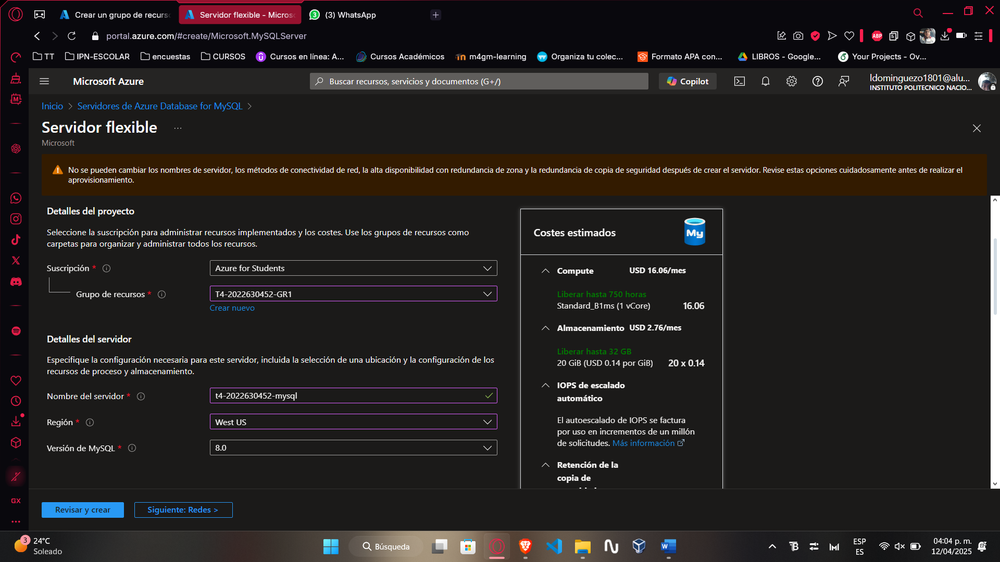 Crear un grupo de recurs
Servidor flexible - Micros
(3) WhatsApp
portal.azure.com/#create/Microsoft.MySQLServer
ABP
TT
IPN-ESCOLAR
encuestas
CURSOS
Cursos en línea: A...
Cursos Académicos
m4gm-learning
Organiza tu colec...
Formato APA con...
LIBROS - Google...
Your Projects - Ov...
Microsoft Azure
Buscar recursos, servicios y documentos (G+/)
Copilot
ldominguezo1801@alu...
INSTITUTO POLITECNICO NACIO...
Inicio > Servidores de Azure Database for MySQL >
Servidor flexible ...
Microsoft
No se pueden cambiar los nombres de servidor, los métodos de conectividad de red, la alta disponibilidad con redundancia de zona y la redundancia de copia de seguridad después de crear el servidor. Revise estas opciones cuidadosamente antes de realizar el
aprovisionamiento.
Detalles del proyecto
Seleccione la suscripción para administrar recursos implementados y los costes. Use los grupos de recursos como
carpetas para organizar y administrar todos los recursos.
Suscripción *
Azure for Students
Grupo de recursos *
T4-2022630452-GR1
Crear nuevo
Detalles del servidor
Especifique la configuración necesaria para este servidor, incluida la selección de una ubicación y la configuración de los
recursos de proceso y almacenamiento.
Nombre del servidor *
t4-2022630452-mysql
Región *
West US
Versión de MySQL *
8.0
Costes estimados
My
Compute USD 16.06/mes
Liberar hasta 750 horas
Standard_B1ms (1 vCore) 16.06
Almacenamiento USD 2.76/mes
Liberar hasta 32 GB
20 GiB (USD 0.14 por GiB) 20 x 0.14
IOPS de escalado
automático
El autoescalado de IOPS se factura
por uso en incrementos de un millón
de solicitudes. Más información
Retención de la
copia de
Revisar y crear
Siguiente: Redes >
GX
3
24°C
Soleado
Búsqueda
ESP
ES
04:04 p. m.
12/04/2025